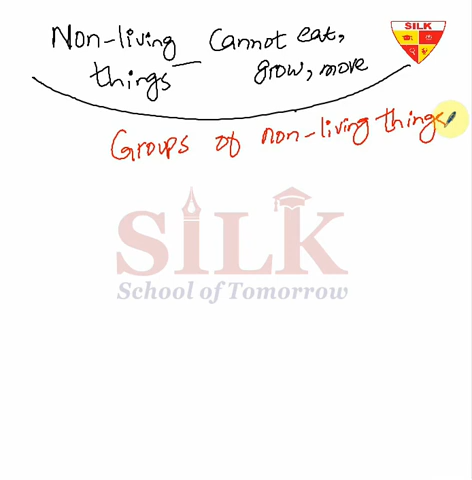 Non-living - Cannot eat,
things grow, move
SILK
Groups of non-living things
SILK
School of Tomorrow